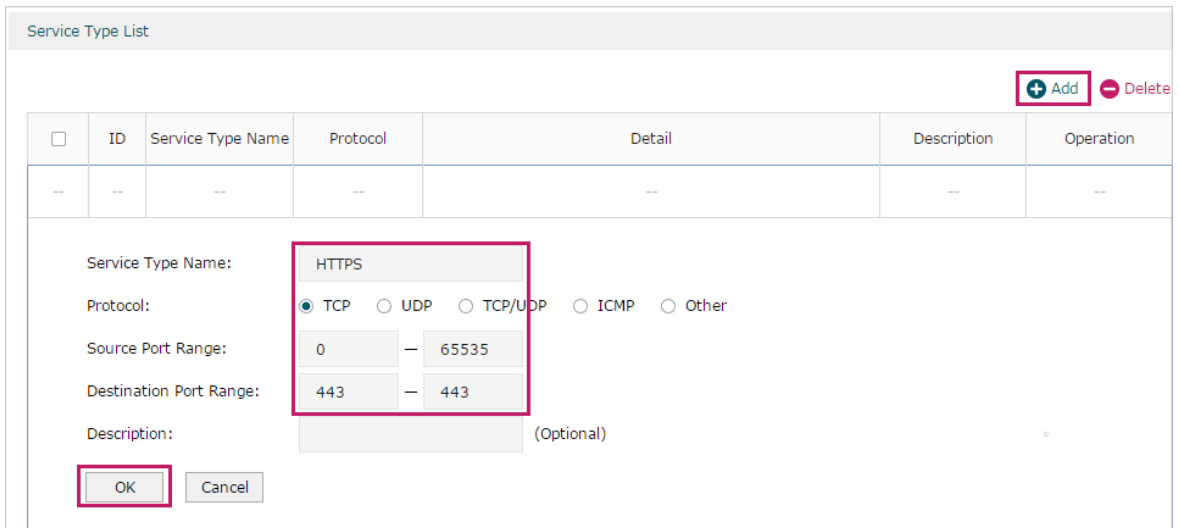 Service Type List
Add Delete
ID Service Type Name Protocol Detail Description Operation
-- -- -- -- -- -- --
Service Type Name: HTTPS
Protocol: TCP UDP TCP/UDP ICMP Other
Source Port Range: 0 — 65535
Destination Port Range: 443 — 443
Description: (Optional)
OK Cancel